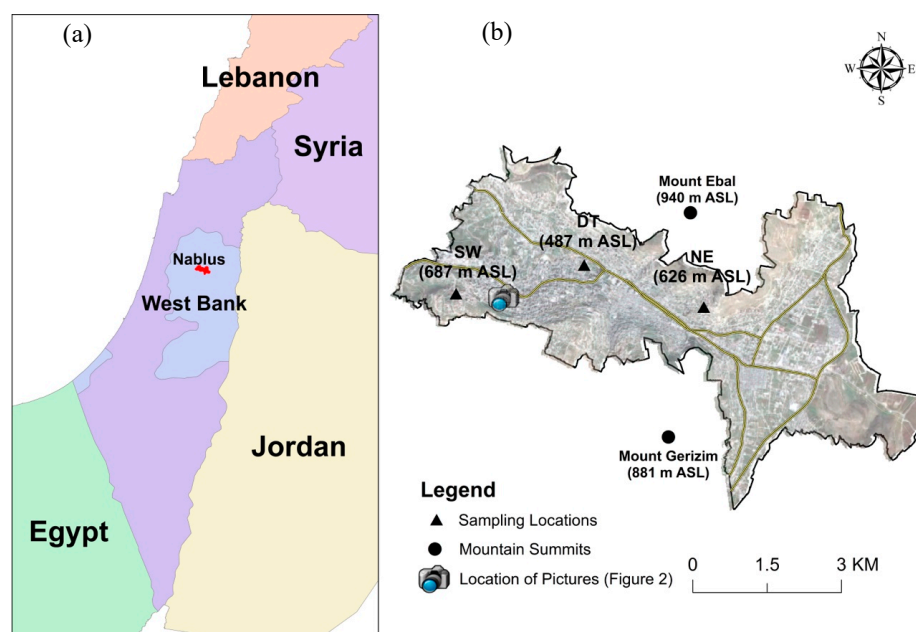 (a)
Lebanon
Syria
Nablus
West Bank
Jordan
Egypt
(b)
N
W
E
S
Mount Ebal
(940 m ASL)
DT
(487 m ASL)
SW
(687 m ASL)
NE
(626 m ASL)
Mount Gerizim
(881 m ASL)
Legend
Sampling Locations
Mountain Summits
Location of Pictures (Figure 2)
0 1.5 3 KM